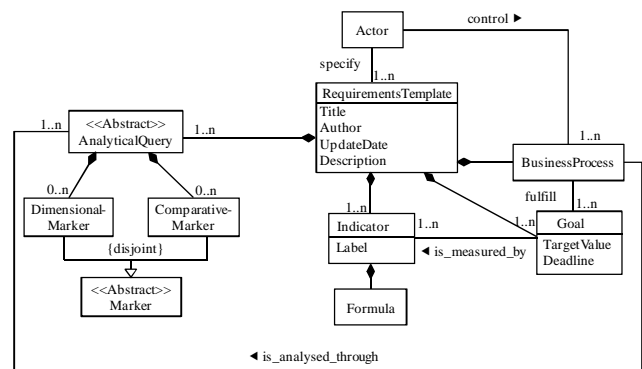 Actor
control ►
specify
1..n
RequirementsTemplate
Title
Author
UpdateDate
Description
1..n
<<Abstract>>
AnalyticalQuery
1..n
1..n
BusinessProcess
0..n
0..n
Dimensional-
Marker
Comparative-
Marker
{disjoint}
<<Abstract>>
Marker
1..n
Indicator
Label
1..n
◄ is_measured_by
1..n
fulfill
1..n
Goal
TargetValue
Deadline
Formula
◄ is_analysed_through